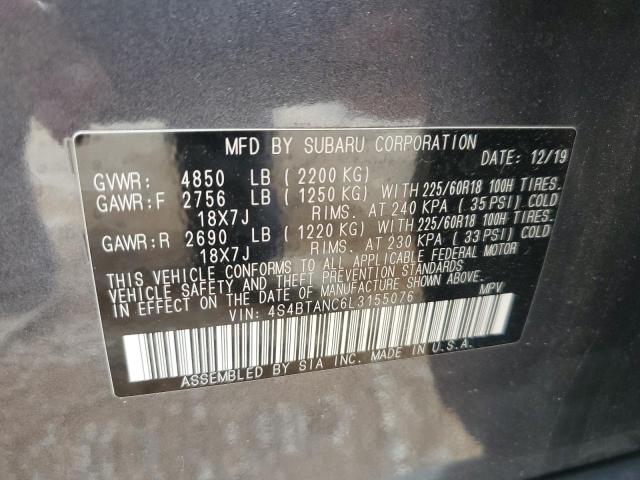 MFD BY SUBARU CORPORATION
DATE: 12/19
GVWR: 4850 LB (2200 KG)
GAWR:F 2756 LB (1250 KG) WITH 225/60R18 100H TIRES.
18X7J RIMS. AT 240 KPA (35 PSI) COLD
GAWR:R 2690 LB (1220 KG) WITH 225/60R18 100H TIRES.
18X7J RIMS. AT 230 KPA (33 PSI) COLD
THIS VEHICLE CONFORMS TO ALL APPLICABLE FEDERAL MOTOR
VEHICLE SAFETY AND THEFT PREVENTION STANDARDS
IN EFFECT ON THE DATE OF MANUFACTURE SHOWN ABOVE.
VIN: 4S4BTANC6L3155076 MPV
ASSEMBLED BY SIA INC. MADE IN U.S.A.